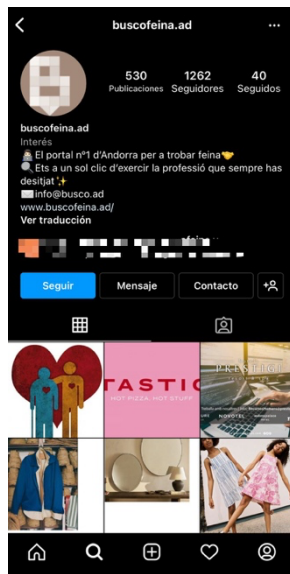 buscofeina.ad
530
1262
40
Publicaciones
Seguidores
Seguidos
buscofeina.ad
Interés
El portal nº1 d'Andorra per a trobar feina
Ets a un sol clic d'exercir la professió que sempre has
desitjat
info@busco.ad
www.buscofeina.ad/
Ver traducción
Seguir
Mensaje
Contacto
TASTIC
HOT PIZZA. HOT STUFF.
PRESTIGE
NOVOTEL